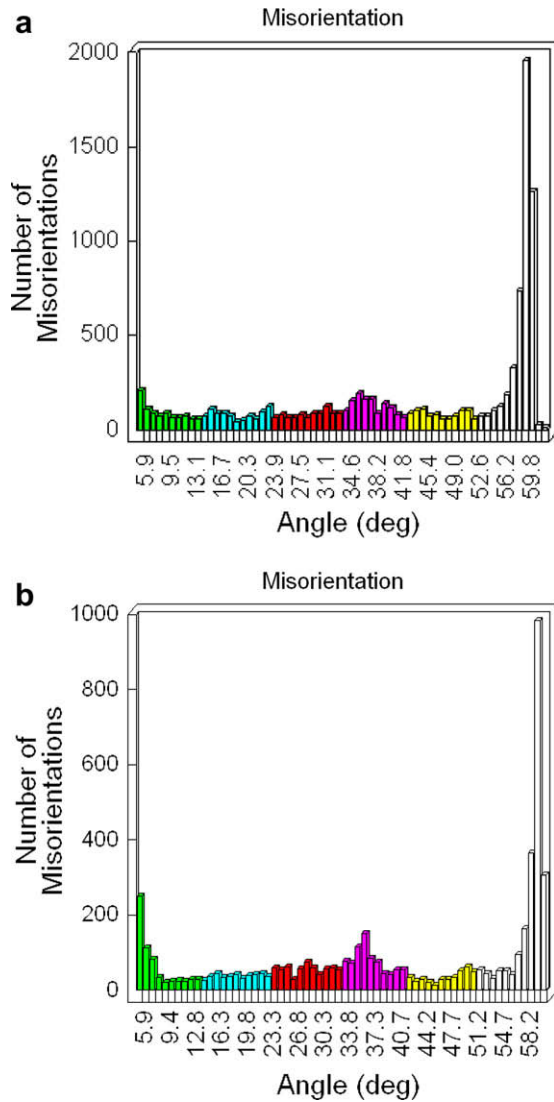 a
Misorientation
2000
1500
1000
500
0
Number of
Misorientations
5.9 9.5 13.1 16.7 20.3 23.9 27.5 31.1 34.6 38.2 41.8 45.4 49.0 52.6 56.2 59.8
Angle (deg)
b
Misorientation
1000
800
600
400
200
0
Number of
Misorientations
5.9 9.4 12.8 16.3 19.8 23.3 26.8 30.3 33.8 37.3 40.7 44.2 47.7 51.2 54.7 58.2
Angle (deg)